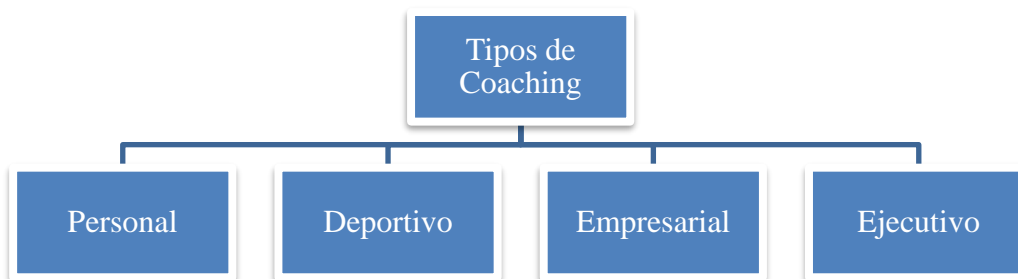 Tipos de
Coaching
Personal
Deportivo
Empresarial
Ejecutivo